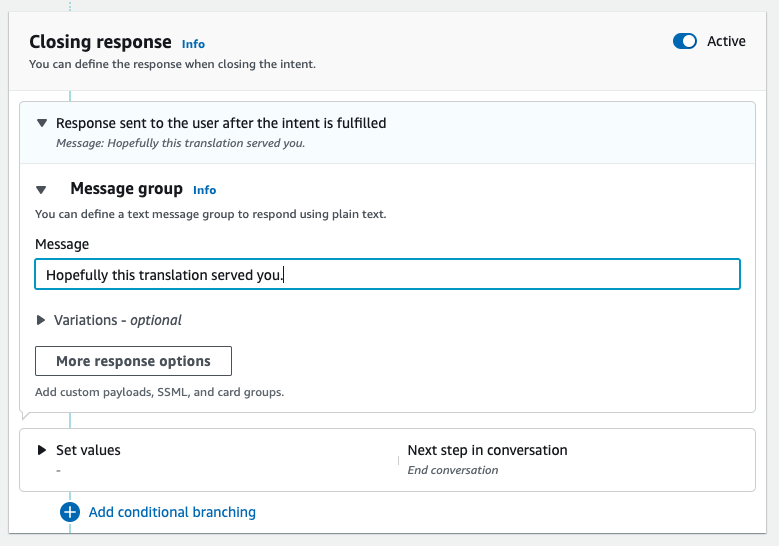 Closing response Info
Active
You can define the response when closing the intent.
Response sent to the user after the intent is fulfilled
Message: Hopefully this translation served you.
Message group Info
You can define a text message group to respond using plain text.
Message
Hopefully this translation served you.
Variations - optional
More response options
Add custom payloads, SSML, and card groups.
Set values
-
Next step in conversation
End conversation
Add conditional branching